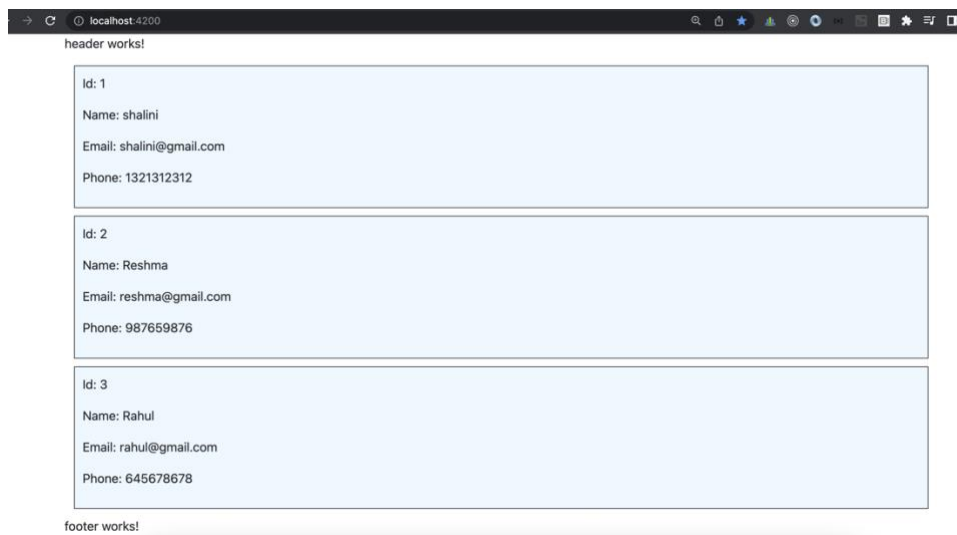 localhost:4200
header works!
Id: 1
Name: shalini
Email: shalini@gmail.com
Phone: 1321312312
Id: 2
Name: Reshma
Email: reshma@gmail.com
Phone: 987659876
Id: 3
Name: Rahul
Email: rahul@gmail.com
Phone: 645678678
footer works!